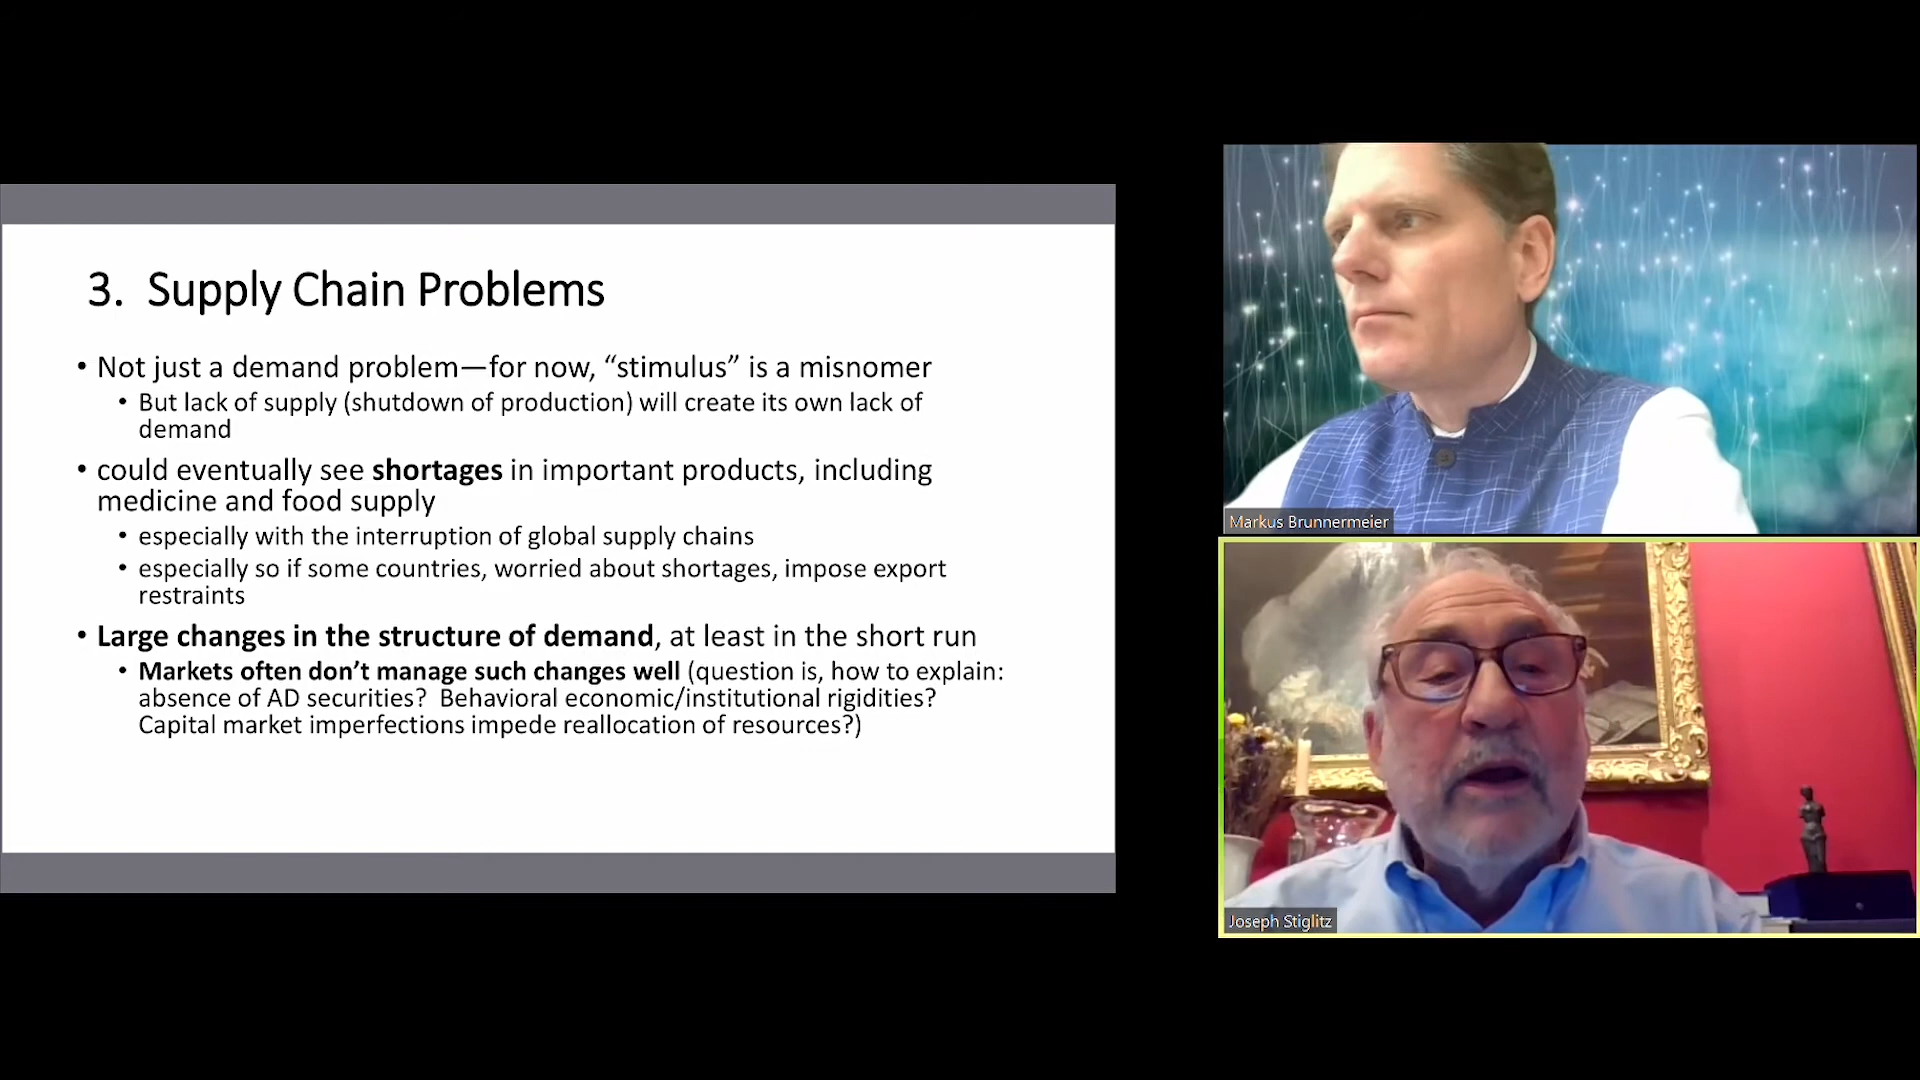 3. Supply Chain Problems
• Not just a demand problem—for now, “stimulus” is a misnomer
• But lack of supply (shutdown of production) will create its own lack of
demand
• could eventually see shortages in important products, including
medicine and food supply
• especially with the interruption of global supply chains
• especially so if some countries, worried about shortages, impose export
restraints
• Large changes in the structure of demand, at least in the short run
• Markets often don’t manage such changes well (question is, how to explain:
absence of AD securities? Behavioral economic/institutional rigidities?
Capital market imperfections impede reallocation of resources?)
Markus Brunnermeier
Joseph Stiglitz